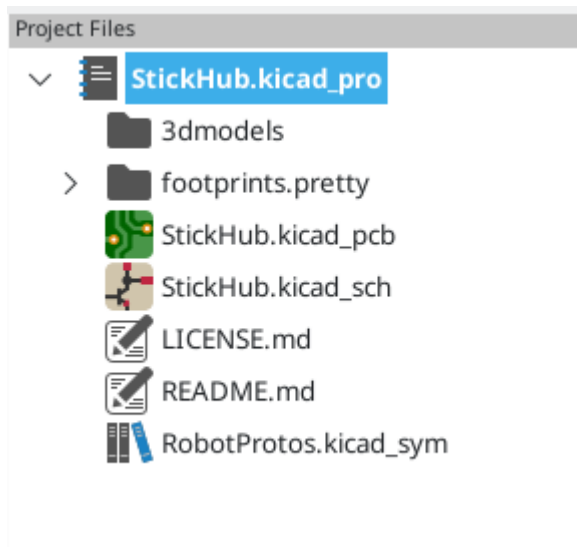 Project Files
StickHub.kicad_pro
3dmodels
footprints.pretty
StickHub.kicad_pcb
StickHub.kicad_sch
LICENSE.md
README.md
RobotProtos.kicad_sym